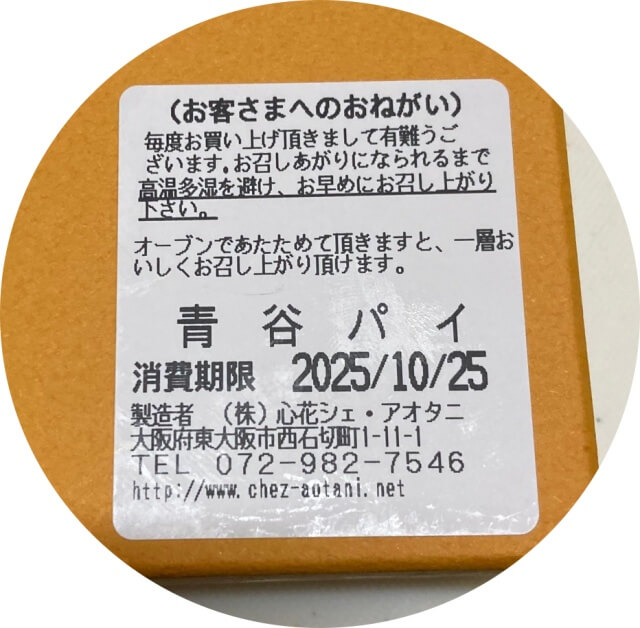 （お客さまへのおねがい）
毎度お買い上げ頂きまして有難うご
ざいます。お召しあがりになられるまで
高温多湿を避け、お早めにお召し上がり
下さい。
オーブンであたためて頂きますと、一層お
いしくお召し上がり頂けます。
青谷パイ
消費期限 2025/10/25
製造者 （株）心花シェ・アオタニ
大阪府東大阪市西石切町1-11-1
TEL 072-982-7546
http://www.chez-aotani.net